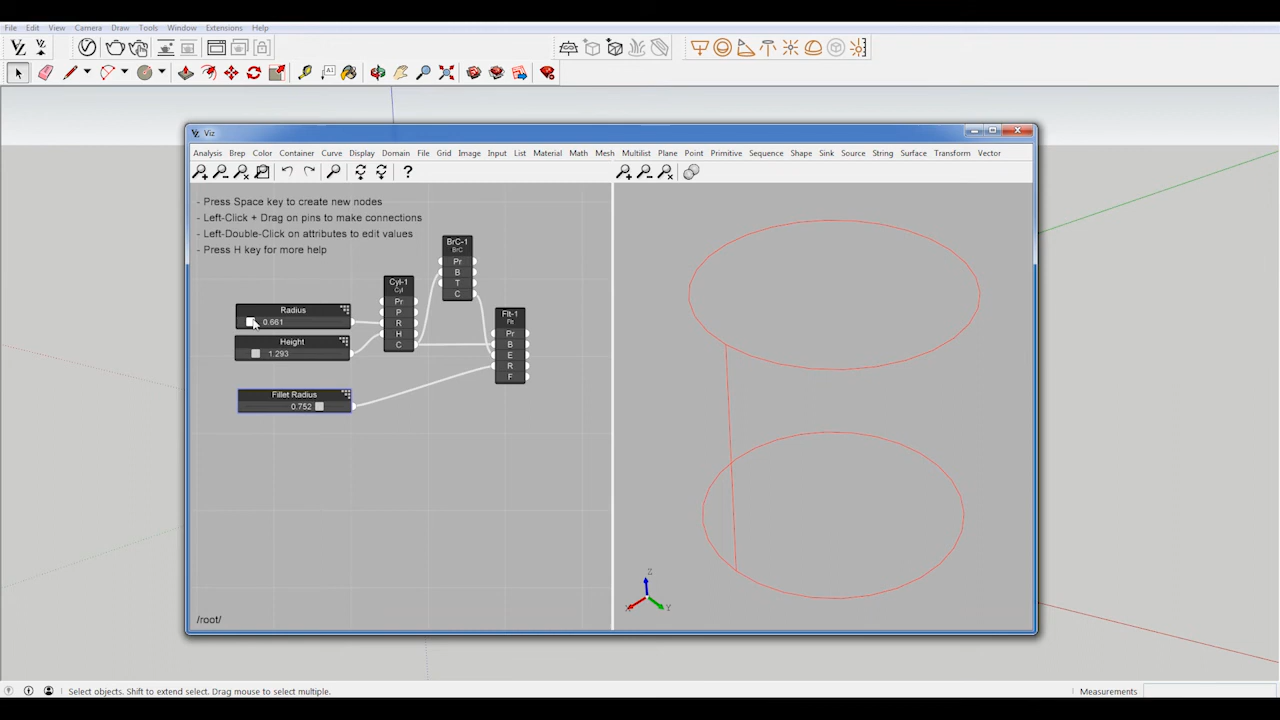 File Edit View Camera Draw Tools Window Extensions Help
Viz
Analysis Brep Color Container Curve Display Domain File Grid Image Input List Material Math Mesh Multilist Plane Point Primitive Sequence Shape Sink Source String Surface Transform Vector
- Press Space key to create new nodes
- Left-Click + Drag on pins to make connections
- Left-Double-Click on attributes to edit values
- Press H key for more help
BrC-1
BrC
Pr
B
T
C
Cyl-1
Cyl
Pr
P
R
H
C
Radius
0.661
Height
1.293
Flt-1
Flt
Pr
B
E
R
F
Fillet Radius
0.752
Z
X
Y
/root/
Select objects. Shift to extend select. Drag mouse to select multiple.
Measurements